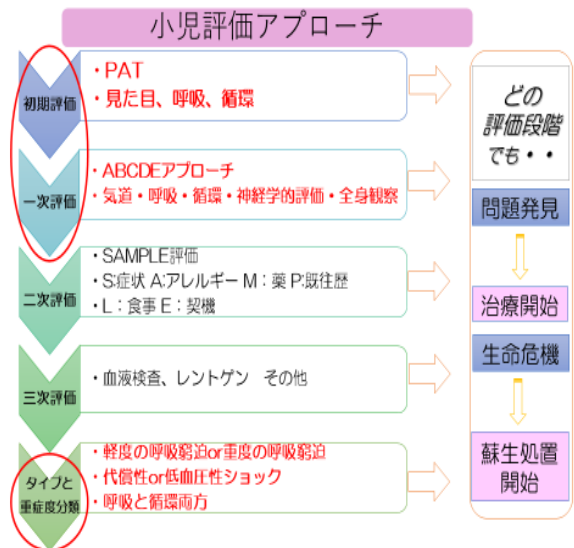 小児評価アプローチ
初期評価
・PAT
・見た目、呼吸、循環
一次評価
・ABCDEアプローチ
・気道・呼吸・循環・神経学的評価・全身観察
二次評価
・SAMPLE評価
S:症状 A:アレルギー M:薬 P:既往歴
・L:食事 E:契機
三次評価
・血液検査、レントゲン その他
タイプと
重症度分類
・軽度の呼吸窮迫or重度の呼吸窮迫
・代償性or低血圧性ショック
・呼吸と循環両方
どの
評価段階
でも・・
問題発見
治療開始
生命危機
蘇生処置
開始